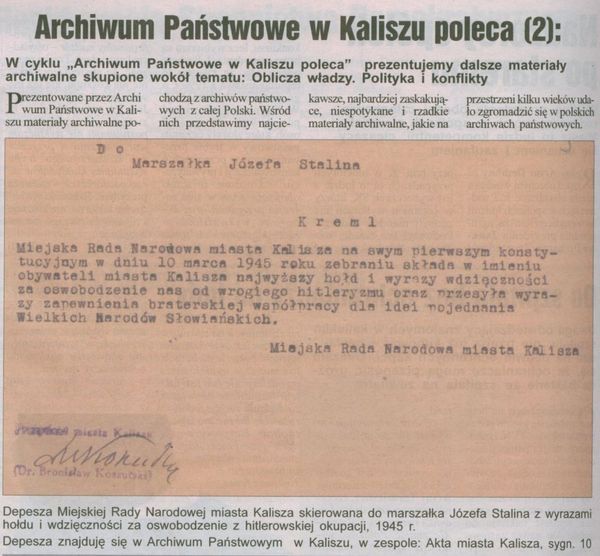 Archiwum Państwowe w Kaliszu poleca (2):
W cyklu „Archiwum Państwowe w Kaliszu poleca” prezentujemy dalsze materiały
archiwalne skupione wokół tematu: Oblicza władzy. Polityka i konflikty
Prezentowane przez Archi
wum Państwowe w Kali-
szu materiały archiwalne po-
chodzą z archiwów państwo-
wych z całej Polski. Wśród
nich przedstawimy najcie-
kawsze, najbardziej zaskakują-
ce, niespotykane i rzadkie
materiały archiwalne, jakie na
przestrzeni kilku wieków uda-
ło zgromadzić się w polskich
archiwach państwowych.
Do
Marszałka Józefa Stalina
Kreml
Miejska Rada Narodowa miasta Kalisza na swym pierwszym konsty-
tucyjnym w dniu 10 marca 1945 roku zebraniu składa w imieniu
obywateli miasta Kalisza najwyższy hołd i wyrazy wdzięczności
za oswobodzenie nas od wrogiego hitleryzmu oraz przesyła wyra-
zy zapewnienia braterskiej współpracy dla idei pojednania
Wielkich Narodów Słowiańskich.
Miejska Rada Narodowa miasta Kalisza
miasta Kalisza
(Dr. Bronisław Koszutski)
Depesza Miejskiej Rady Narodowej miasta Kalisza skierowana do marszałka Józefa Stalina z wyrazami
hołdu i wdzięczności za oswobodzenie z hitlerowskiej okupacji, 1945 r.
Depesza znajduję się w Archiwum Państwowym w Kaliszu, w zespole: Akta miasta Kalisza, sygn. 10